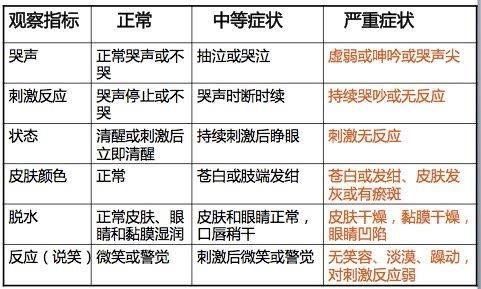 观察指标 正常 中等症状 严重症状
哭声 正常哭声或不哭 抽泣或哭泣 虚弱或呻吟或哭声尖
刺激反应 哭声停止或不哭 哭声时断时续 持续哭吵或无反应
状态 清醒或刺激后立即清醒 持续刺激后睁眼 刺激无反应
皮肤颜色 正常 苍白或肢端发绀 苍白或发绀、皮肤发灰或有瘀斑
脱水 正常皮肤、眼睛和黏膜湿润 皮肤和眼睛正常，口唇稍干 皮肤干燥，黏膜干燥，眼睛凹陷
反应（说笑） 微笑或警觉 刺激后微笑或警觉 无笑容、淡漠、躁动，对刺激反应弱